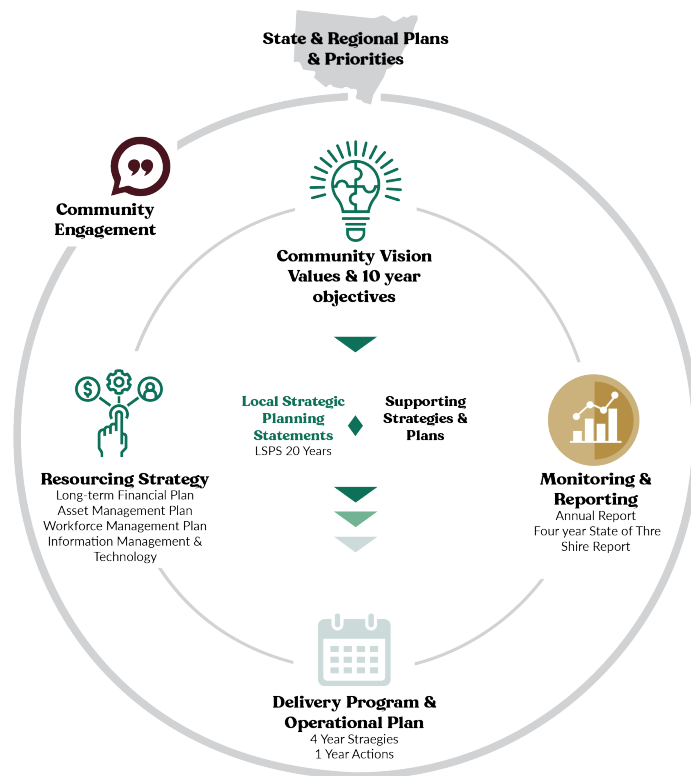 State & Regional Plans
& Priorities
Community
Engagement
Community Vision
Values & 10 year
objectives
Local Strategic
Planning
Statements
LSPS 20 Years
Supporting
Strategies &
Plans
Resourcing Strategy
Long-term Financial Plan
Asset Management Plan
Workforce Management Plan
Information Management &
Technology
Monitoring &
Reporting
Annual Report
Four year State of Thre
Shire Report
Delivery Program &
Operational Plan
4 Year Straegies
1 Year Actions